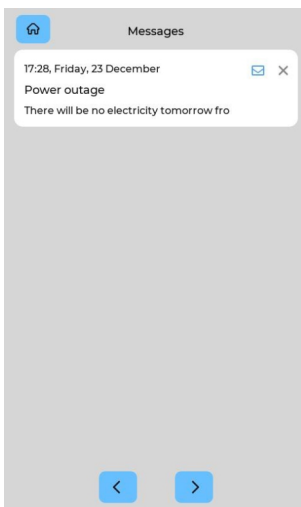 Messages
17:28, Friday, 23 December
Power outage
There will be no electricity tomorrow fro